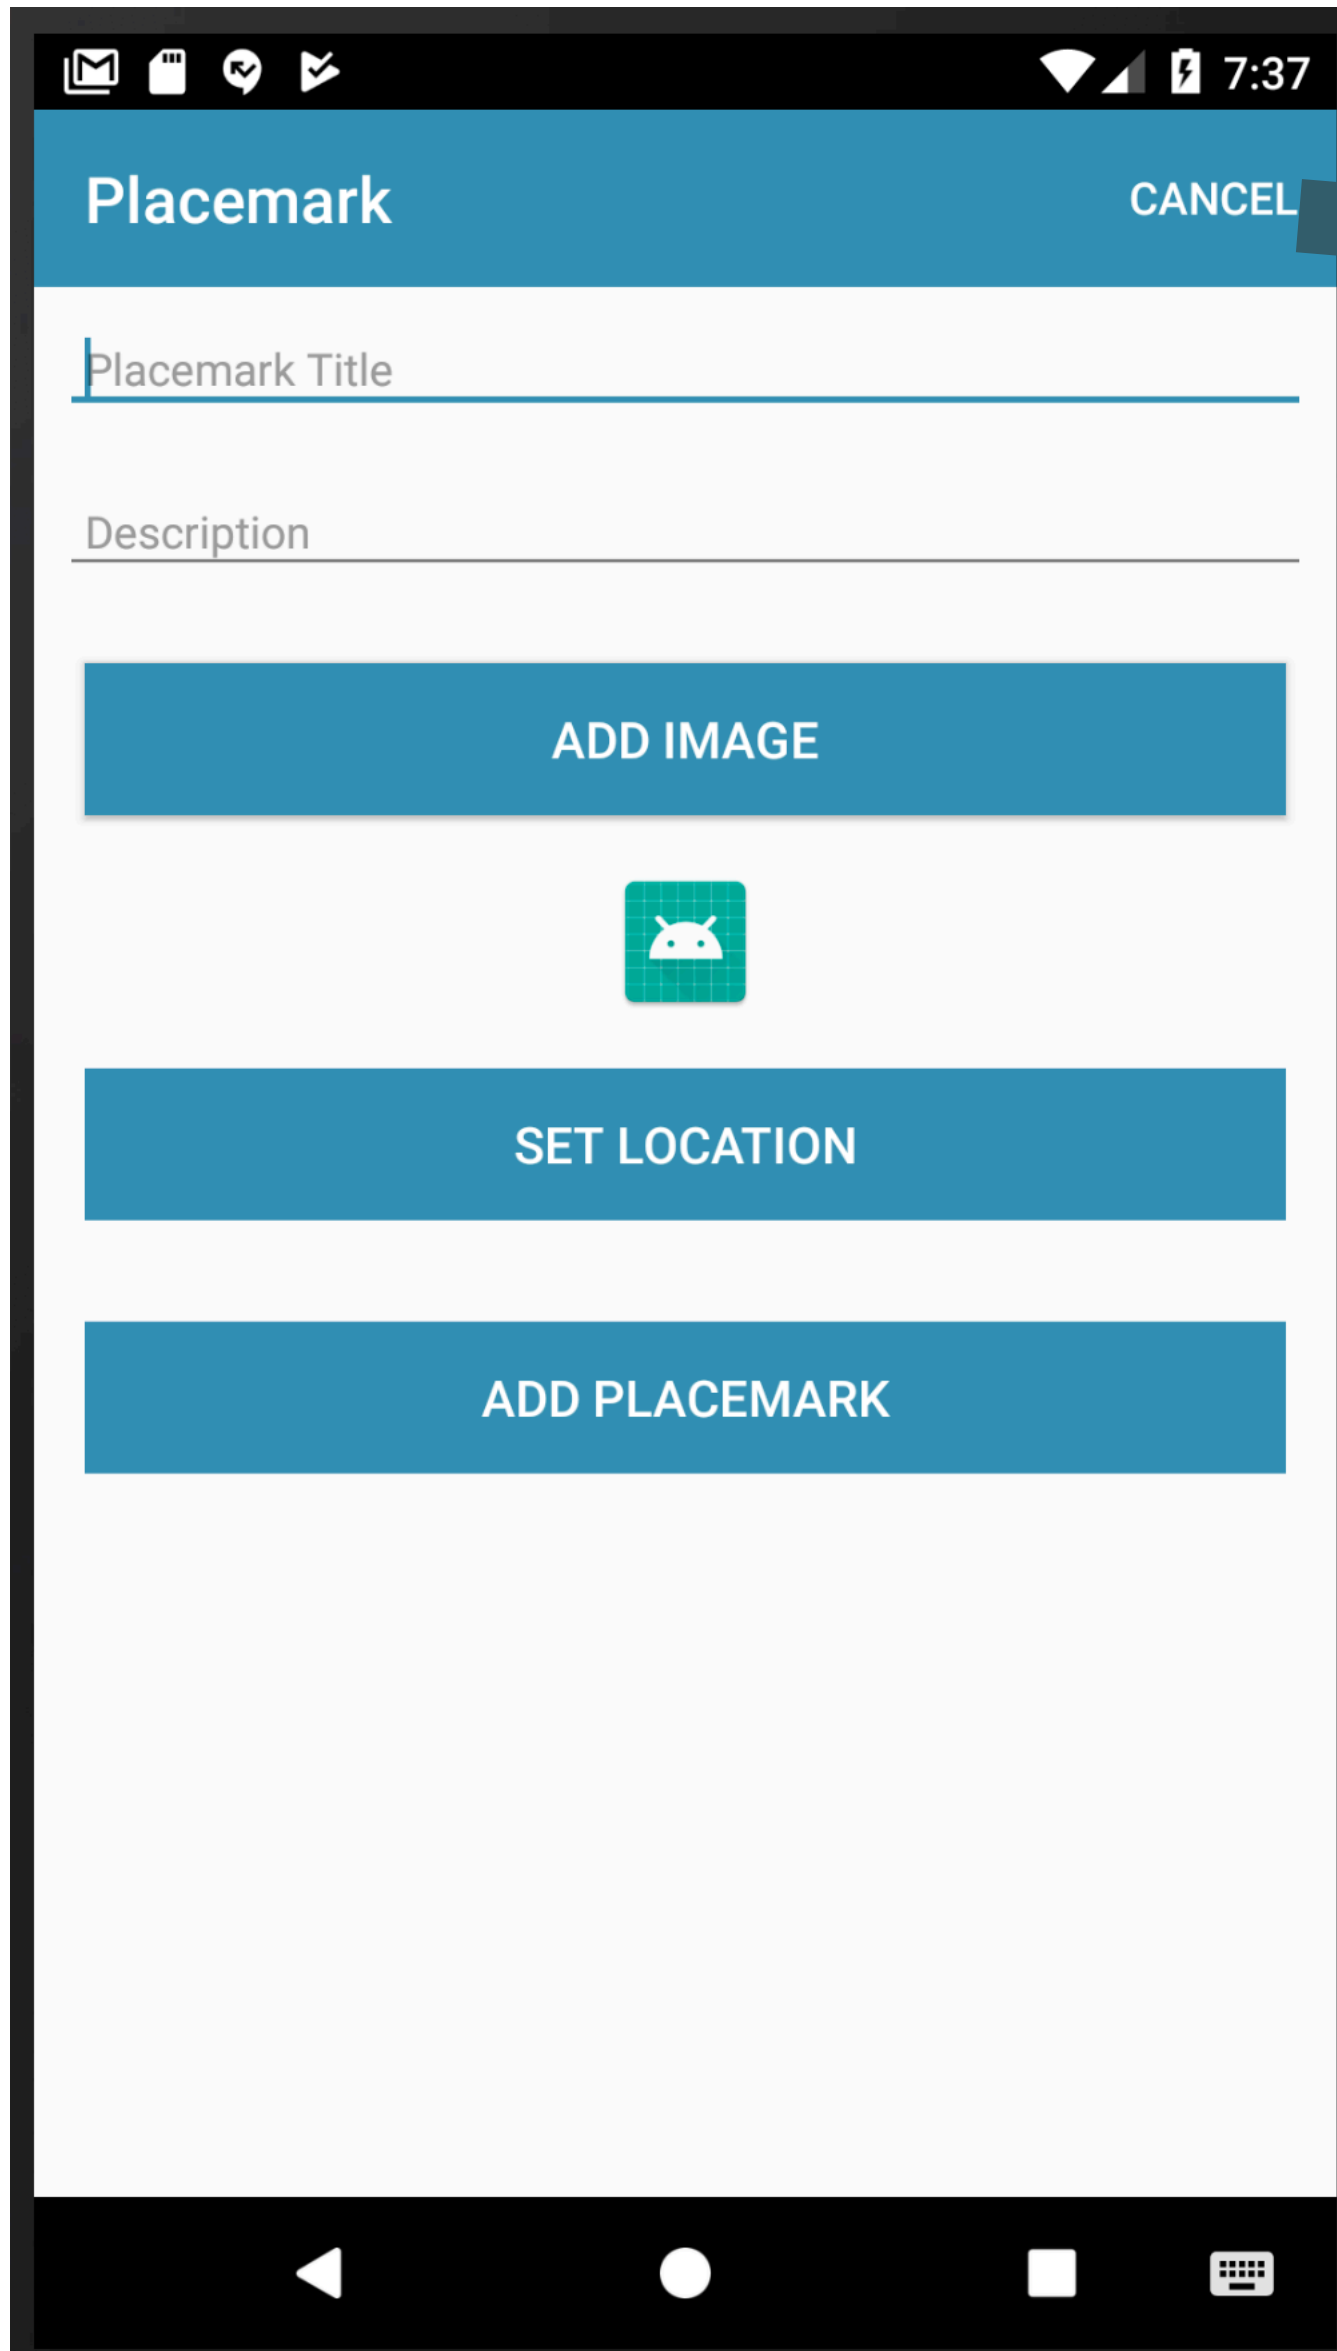 7:37
Placemark CANCEL
Placemark Title
Description
ADD IMAGE
SET LOCATION
ADD PLACEMARK